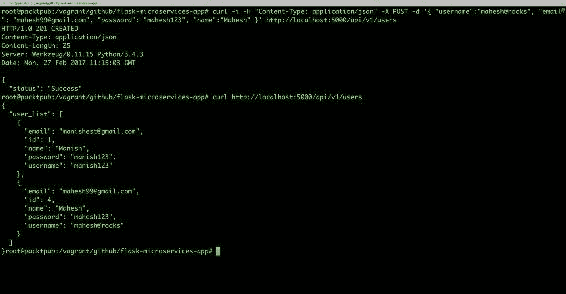 root@packtpub:/vagrant/github/flask-microservices-app# curl -i -H "Content-Type: application/json" -X POST -d '{ "username":"mahesh@rocks", "email"
: "mahesh99@gmail.com", "password": "mahesh123", "name":"Mahesh" }' http://localhost:5000/api/v1/users
HTTP/1.0 201 CREATED
Content-Type: application/json
Content-Length: 25
Server: Werkzeug/0.11.15 Python/3.4.3
Date: Mon, 27 Feb 2017 11:15:03 GMT
{
"status": "Success"
root@packtpub:/vagrant/github/flask-microservices-app# curl http://localhost:5000/api/v1/users
{
"user_list": [
{
"email": "manishest@gmail.com",
"id": 1,
"name": "Manish",
"password": "manish123",
"username": "manish123"
},
{
"email": "mahesh99@gmail.com",
"id": 4,
"name": "Mahesh",
"password": "mahesh123",
"username": "mahesh@rocks"
}
]
}root@packtpub:/vagrant/github/flask-microservices-app#